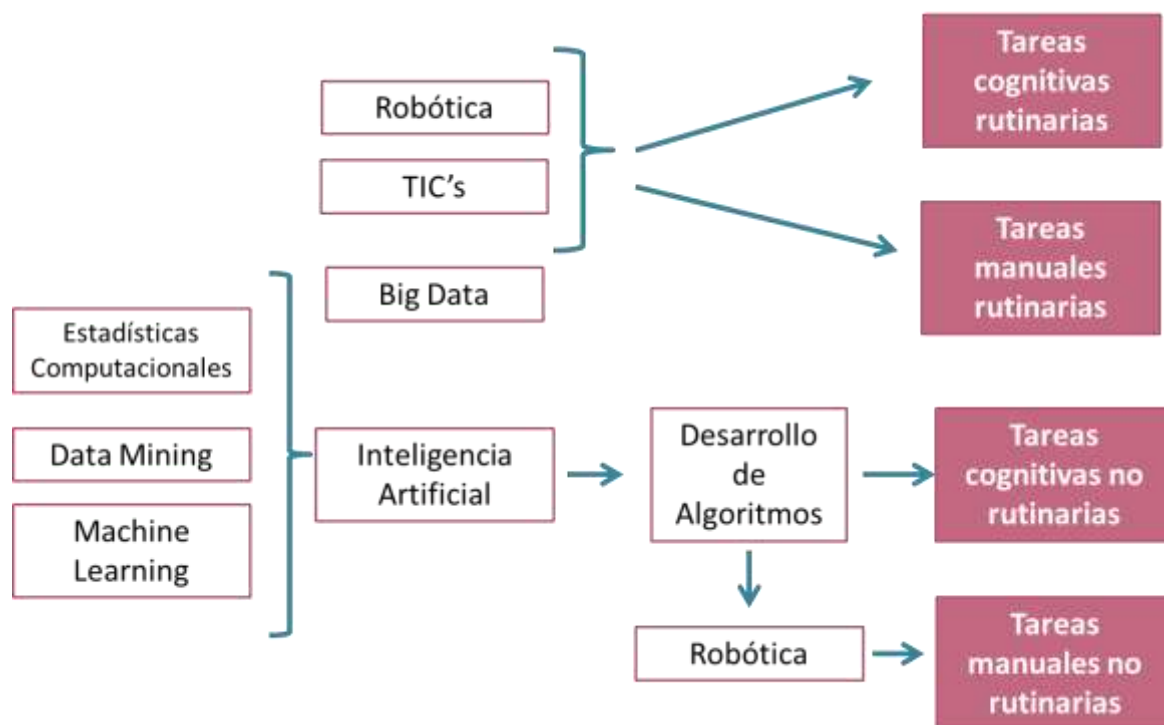 Robótica
TIC's
Big Data
Tareas
cognitivas
rutinarias
Tareas
manuales
rutinarias
Estadísticas
Computacionales
Data Mining
Machine
Learning
Inteligencia
Artificial
Desarrollo
de
Algoritmos
Tareas
cognitivas no
rutinarias
Robótica
Tareas
manuales no
rutinarias